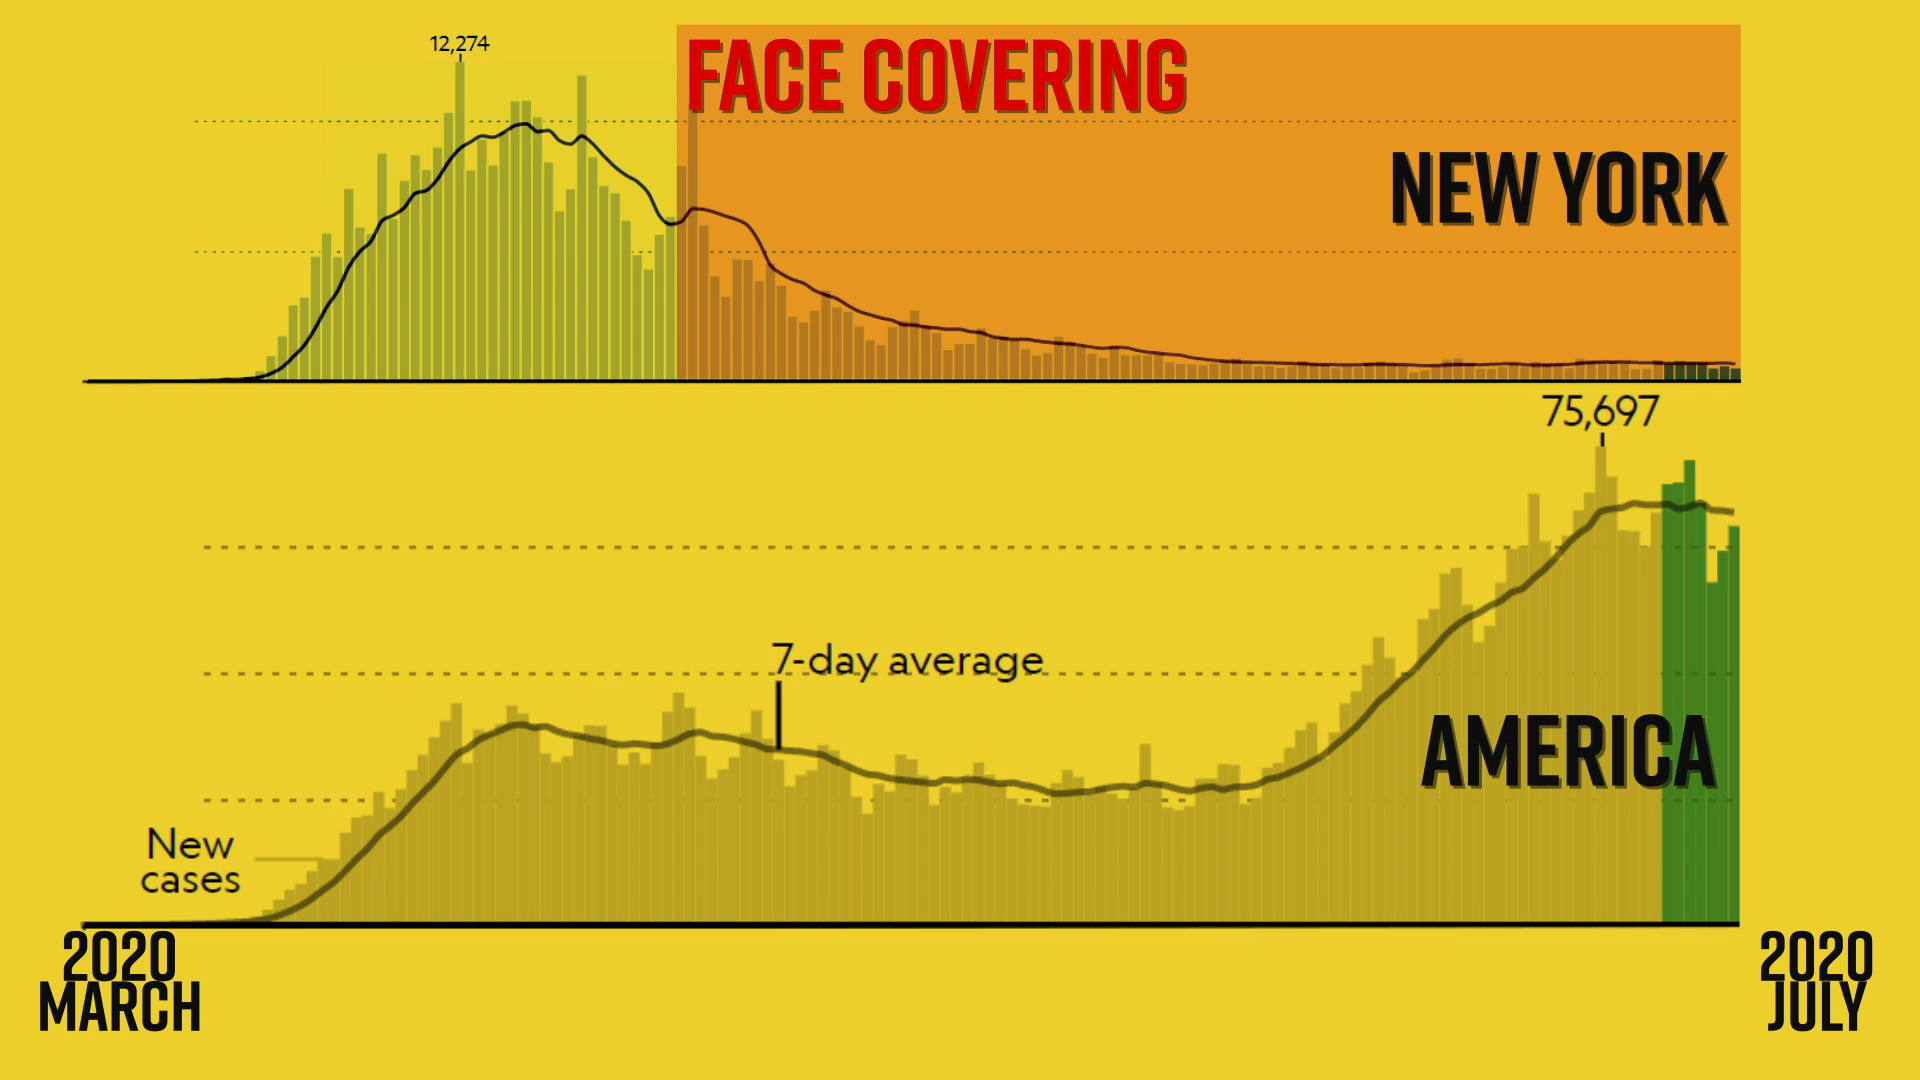 12,274
FACE COVERING
NEW YORK
75,697
7-day average
AMERICA
New
cases
2020
MARCH
2020
JULY